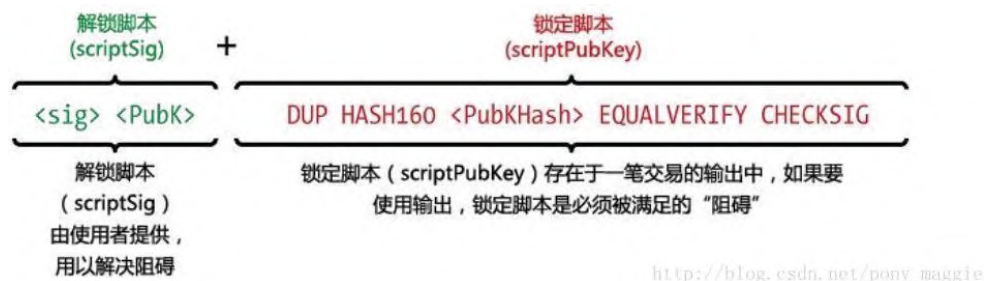 解锁脚本
(scriptSig)
+
锁定脚本
(scriptPubKey)
<sig> <PubK>
DUP HASH160 <PubKHash> EQUALVERIFY CHECKSIG
解锁脚本
（scriptSig）
由使用者提供，
用以解决阻碍
锁定脚本（scriptPubKey）存在于一笔交易的输出中，如果要
使用输出，锁定脚本是必须被满足的“阻碍”
http://blog.csdn.net/pony_maggie